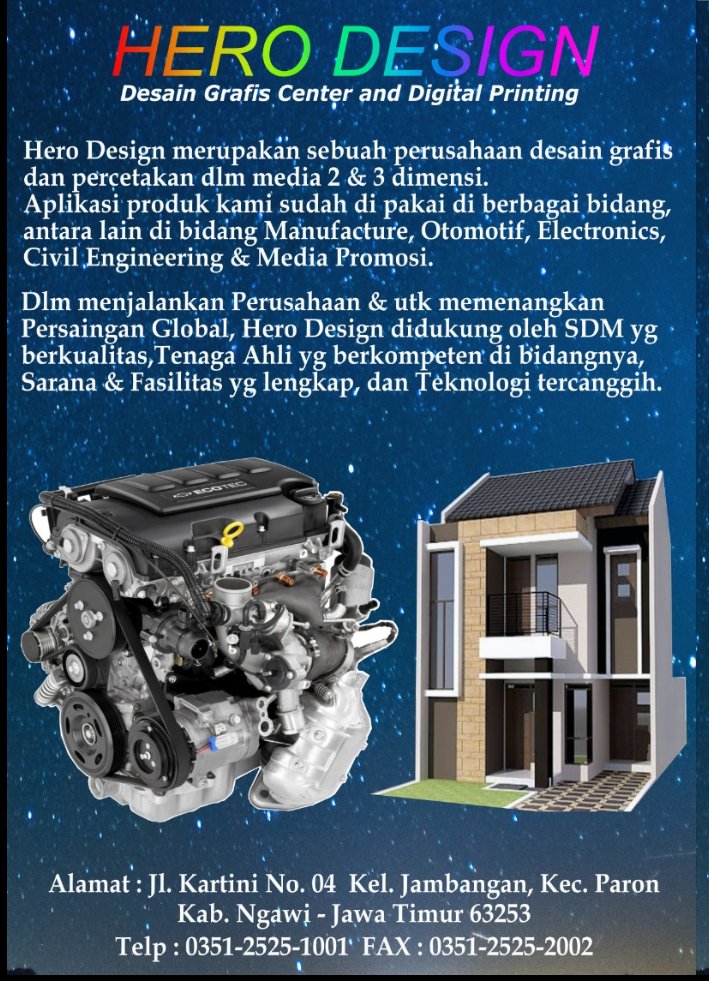 HERO DESIGN
Desain Grafis Center and Digital Printing
Hero Design merupakan sebuah perusahaan desain grafis
dan percetakan dlm media 2 & 3 dimensi.
Aplikasi produk kami sudah di pakai di berbagai bidang,
antara lain di bidang Manufacture, Otomotif, Electronics,
Civil Engineering & Media Promosi.
Dlm menjalankan Perusahaan & utk memenangkan
Persaingan Global, Hero Design didukung oleh SDM yg
berkualitas,Tenaga Ahli yg berkompeten di bidangnya,
Sarana & Fasilitas yg lengkap, dan Teknologi tercanggih.
ECOTEC
Alamat : Jl. Kartini No. 04 Kel. Jambangan, Kec. Paron
Kab. Ngawi - Jawa Timur 63253
Telp : 0351-2525-1001 FAX : 0351-2525-2002